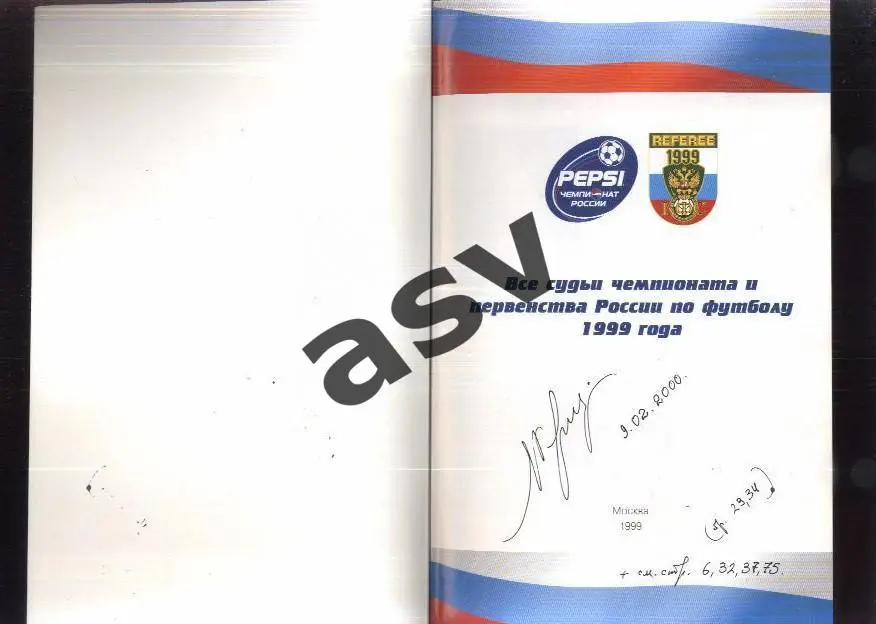 PEPSI
ЧЕМПИОНАТ
РОССИИ
REFEREE
1999
asv
Все судьи чемпионата и
первенства России по футболу
1999 года
9.02.2000.
Москва
1999
29,34
+ см. стр. 6,32,37,75.